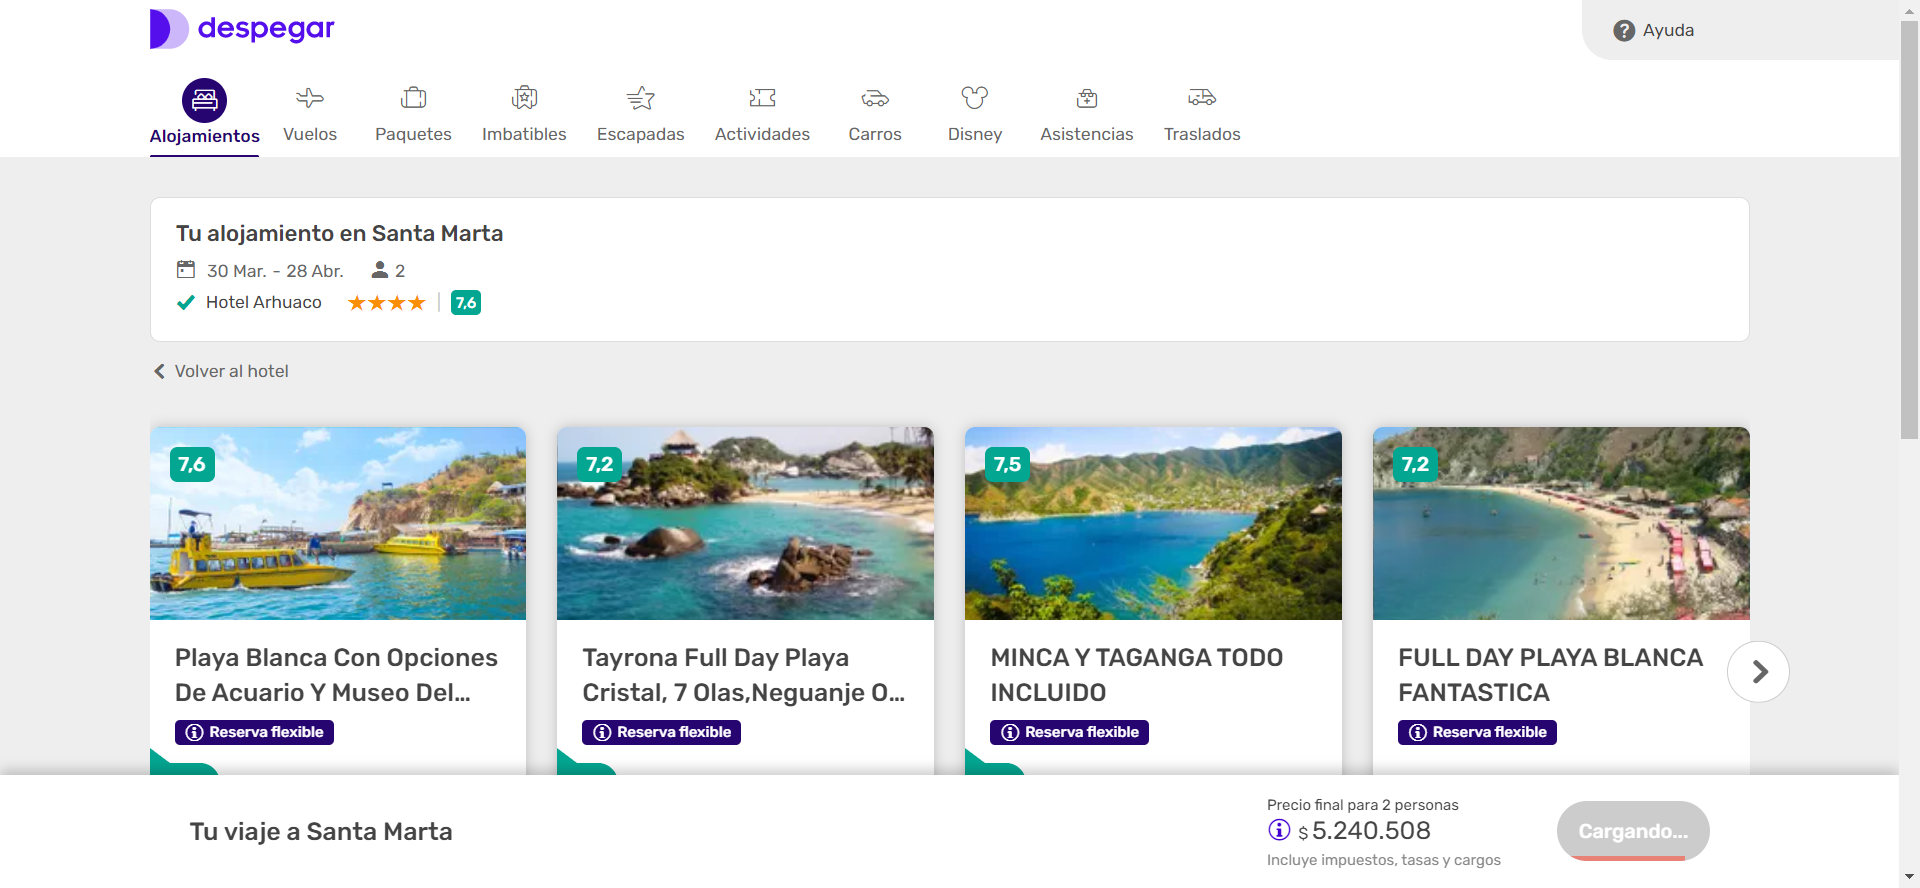 despegar
Ayuda
Alojamientos
Vuelos
Paquetes
Imbatibles
Escapadas
Actividades
Carros
Disney
Asistencias
Traslados
Tu alojamiento en Santa Marta
30 Mar. - 28 Abr. 2
Hotel Arhuaco 7,6
Volver al hotel
7,6
Playa Blanca Con Opciones
De Acuario Y Museo Del...
Reserva flexible
7,2
Tayrona Full Day Playa
Cristal, 7 Olas,Neguanje O...
Reserva flexible
7,5
MINCA Y TAGANGA TODO
INCLUIDO
Reserva flexible
7,2
FULL DAY PLAYA BLANCA
FANTASTICA
Reserva flexible
Tu viaje a Santa Marta
Precio final para 2 personas
$ 5.240.508
Incluye impuestos, tasas y cargos
Cargando...